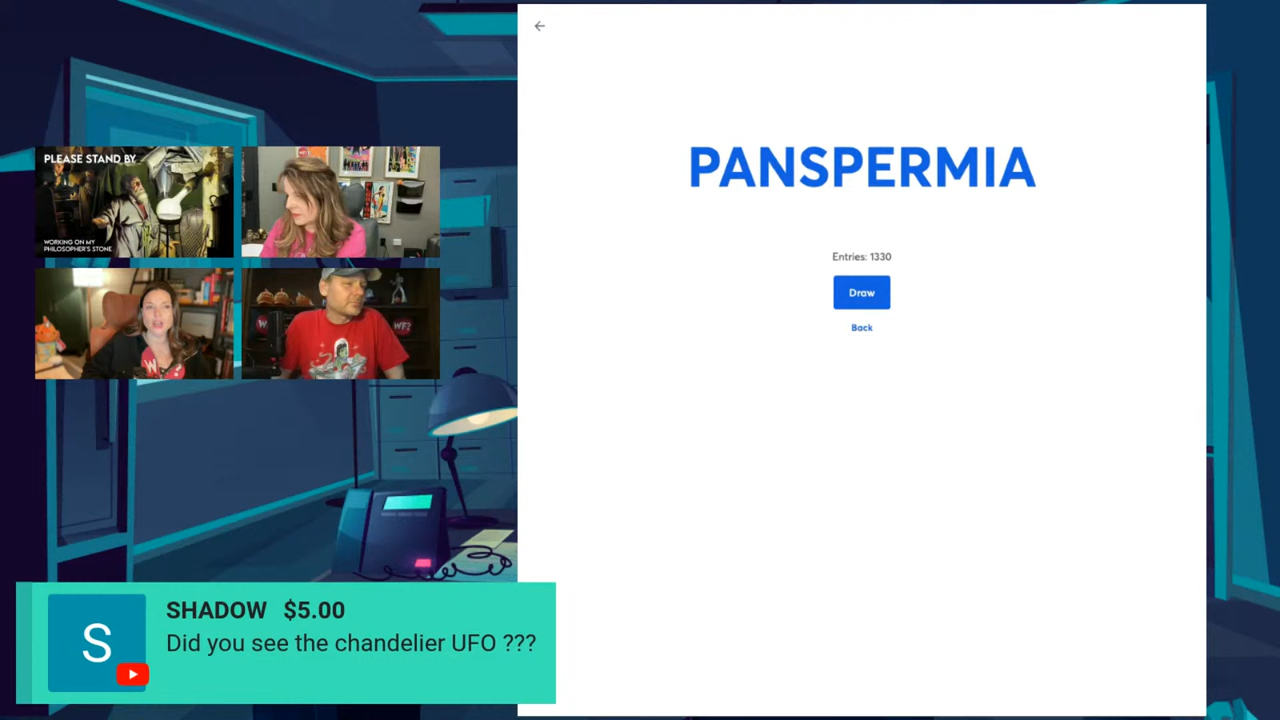 PLEASE STAND BY
WORKING ON MY
PHILOSOPHER'S STONE
W
WF?
←
PANSPERMIA
Entries: 1330
Draw
Back
S
SHADOW $5.00
Did you see the chandelier UFO ???